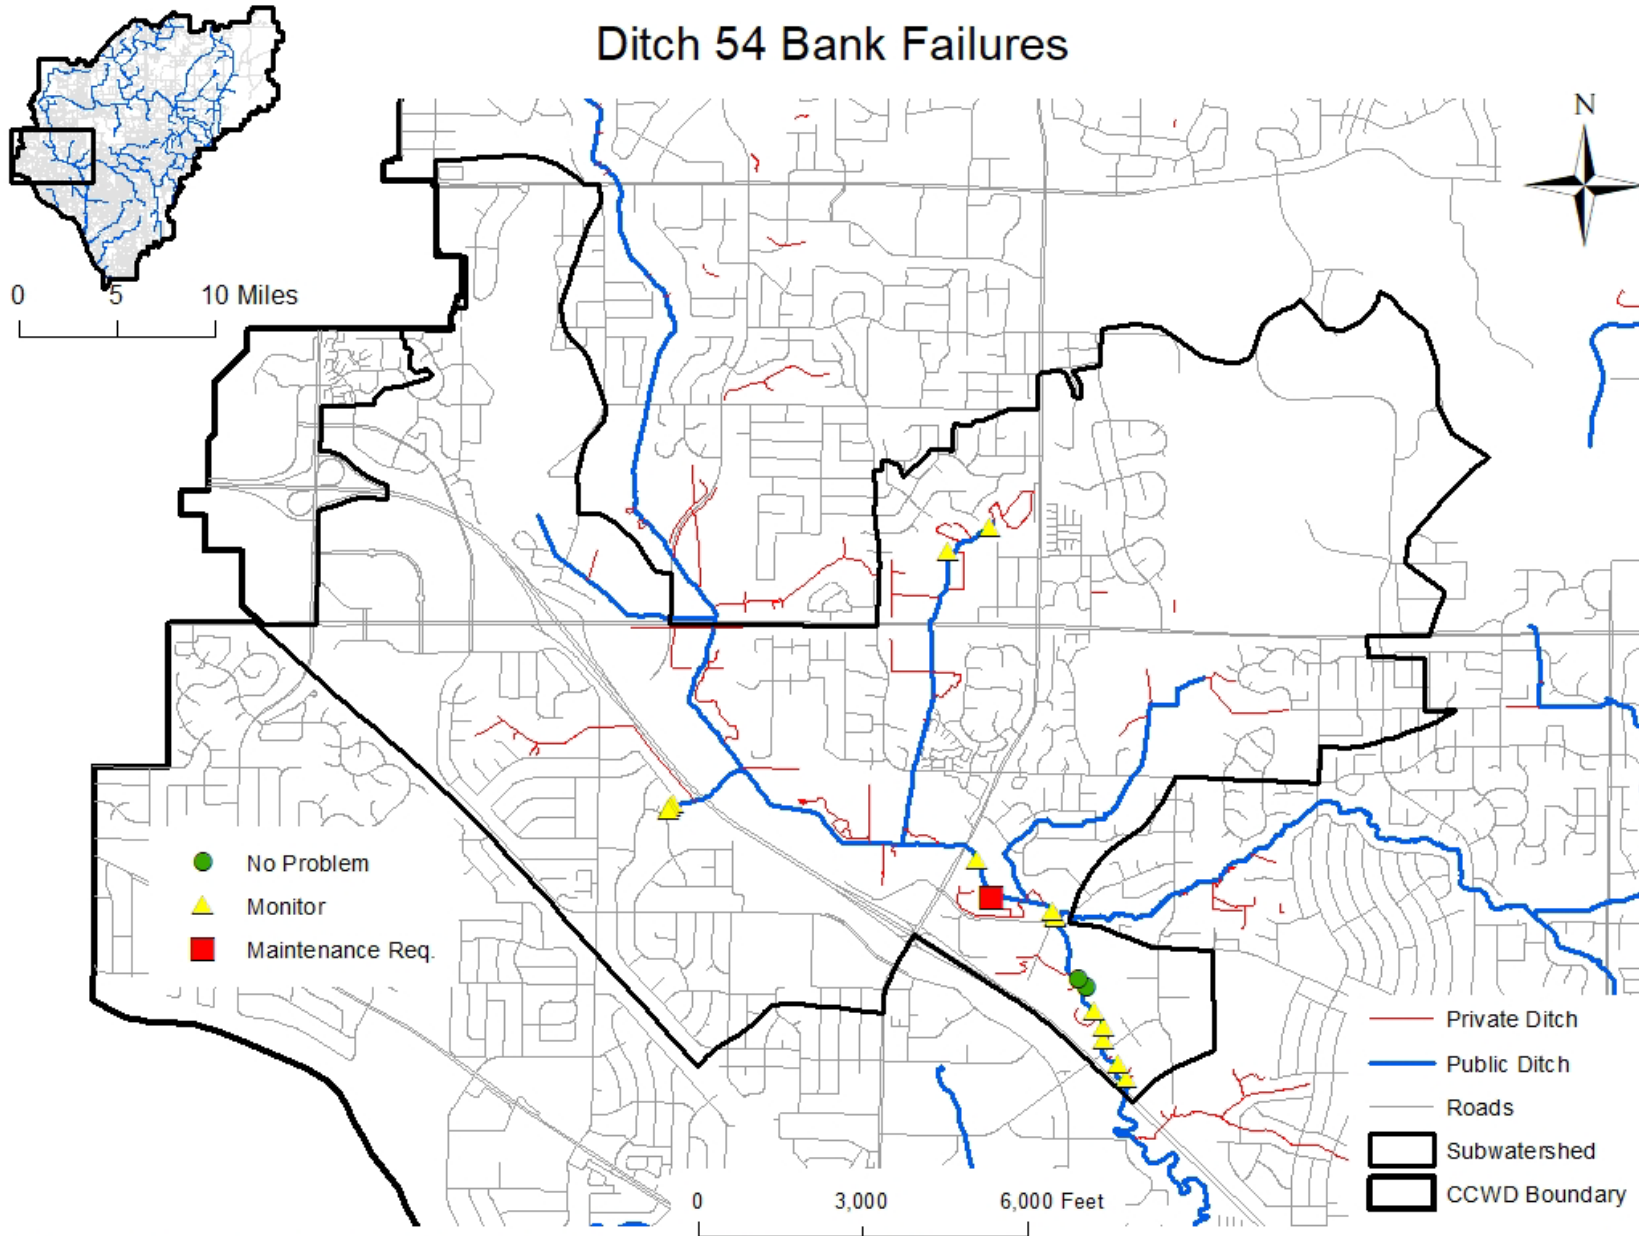 Ditch 54 Bank Failures
N
0 5 10 Miles
No Problem
Monitor
Maintenance Req.
Private Ditch
Public Ditch
Roads
Subwatershed
CCWD Boundary
0 3,000 6,000 Feet